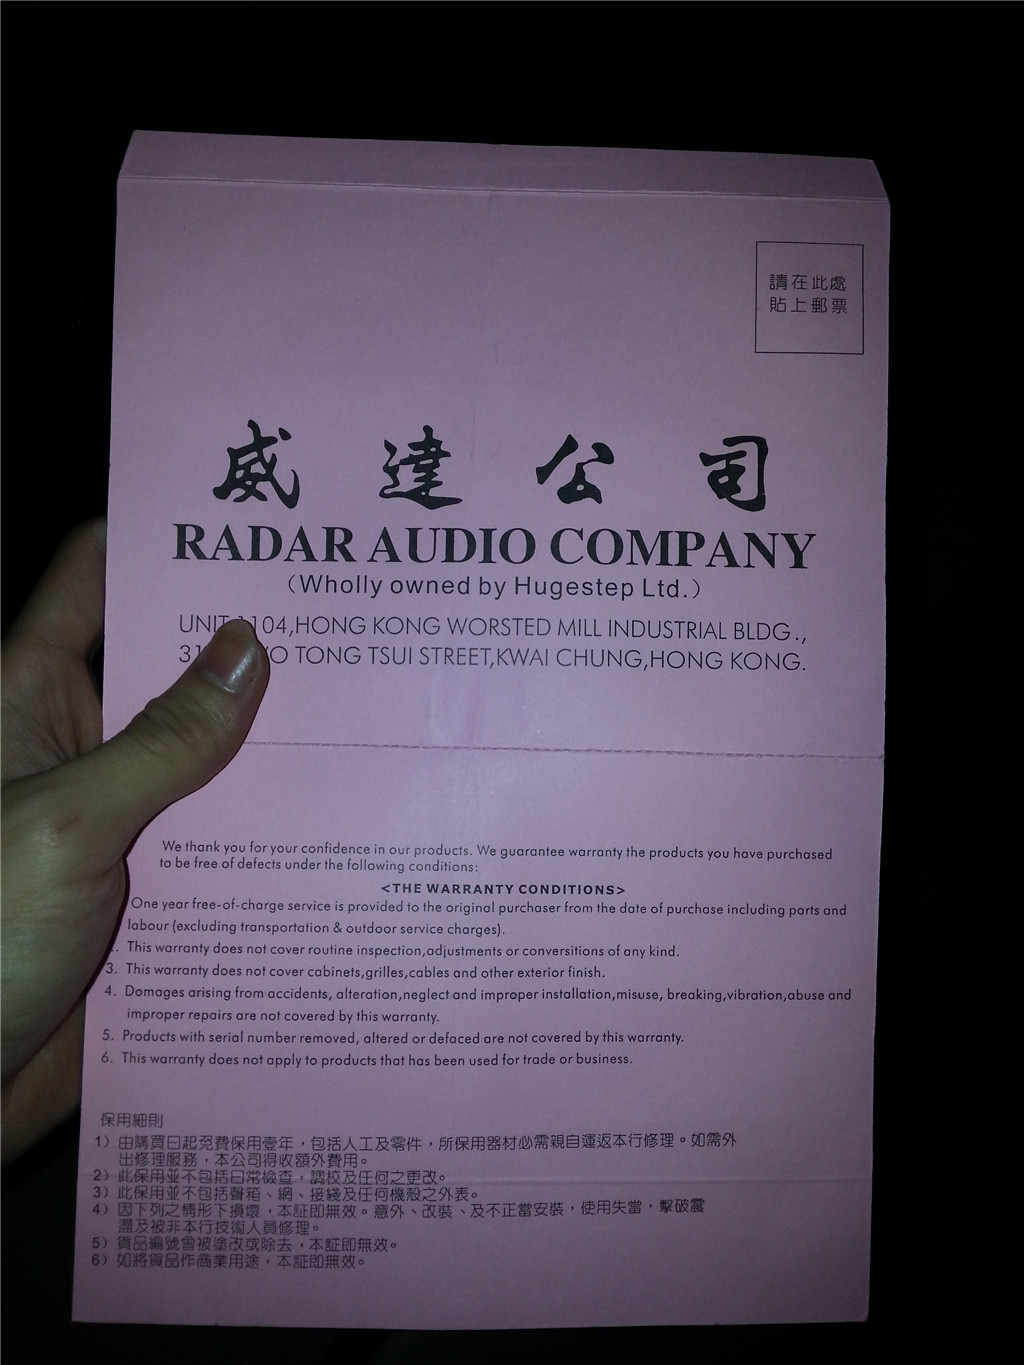 請在此處
貼上郵票
威達公司
RADAR AUDIO COMPANY
(Wholly owned by Hugestep Ltd.)
UNIT 1104,HONG KONG WORSTED MILL INDUSTRIAL BLDG.,
TONG TSUI STREET,KWAI CHUNG,HONG KONG.
We thank you for your confidence in our products. We guarantee warranty the products you have purchased
to be free of defects under the following conditions:
<THE WARRANTY CONDITIONS>
One year free-of-charge service is provided to the original purchaser from the date of purchase including parts and
labour (excluding transportation & outdoor service charges).
This warranty does not cover routine inspection,adjustments or conversitions of any kind.
3. This warranty does not cover cabinets,grilles,cables and other exterior finish.
4. Domages arising from accidents, alteration,neglect and improper installation,misuse, breaking,vibration,abuse and
improper repairs are not covered by this warranty.
5. Products with serial number removed, altered or defaced are not covered by this warranty.
6. This warranty does not apply to products that has been used for trade or business.
保用細則
1) 由購買日起免費保用壹年，包括人工及零件，所保用器材必需親自運返本行修理。如需外
出修理服務，本公司得收額外費用。
2) 此保用並不包括日常檢查，調校及任何之更改。
3) 此保用並不包括聲箱、網、接綫及任何機殼之外表。
4) 因下列之情形下損壞，本証即無效。意外、改裝、及不正當安裝，使用失當，擊破震
盪及被非本行技術人員修理。
5) 貨品編號曾被塗改或除去，本証即無效。
6) 如將貨品作商業用途，本証即無效。